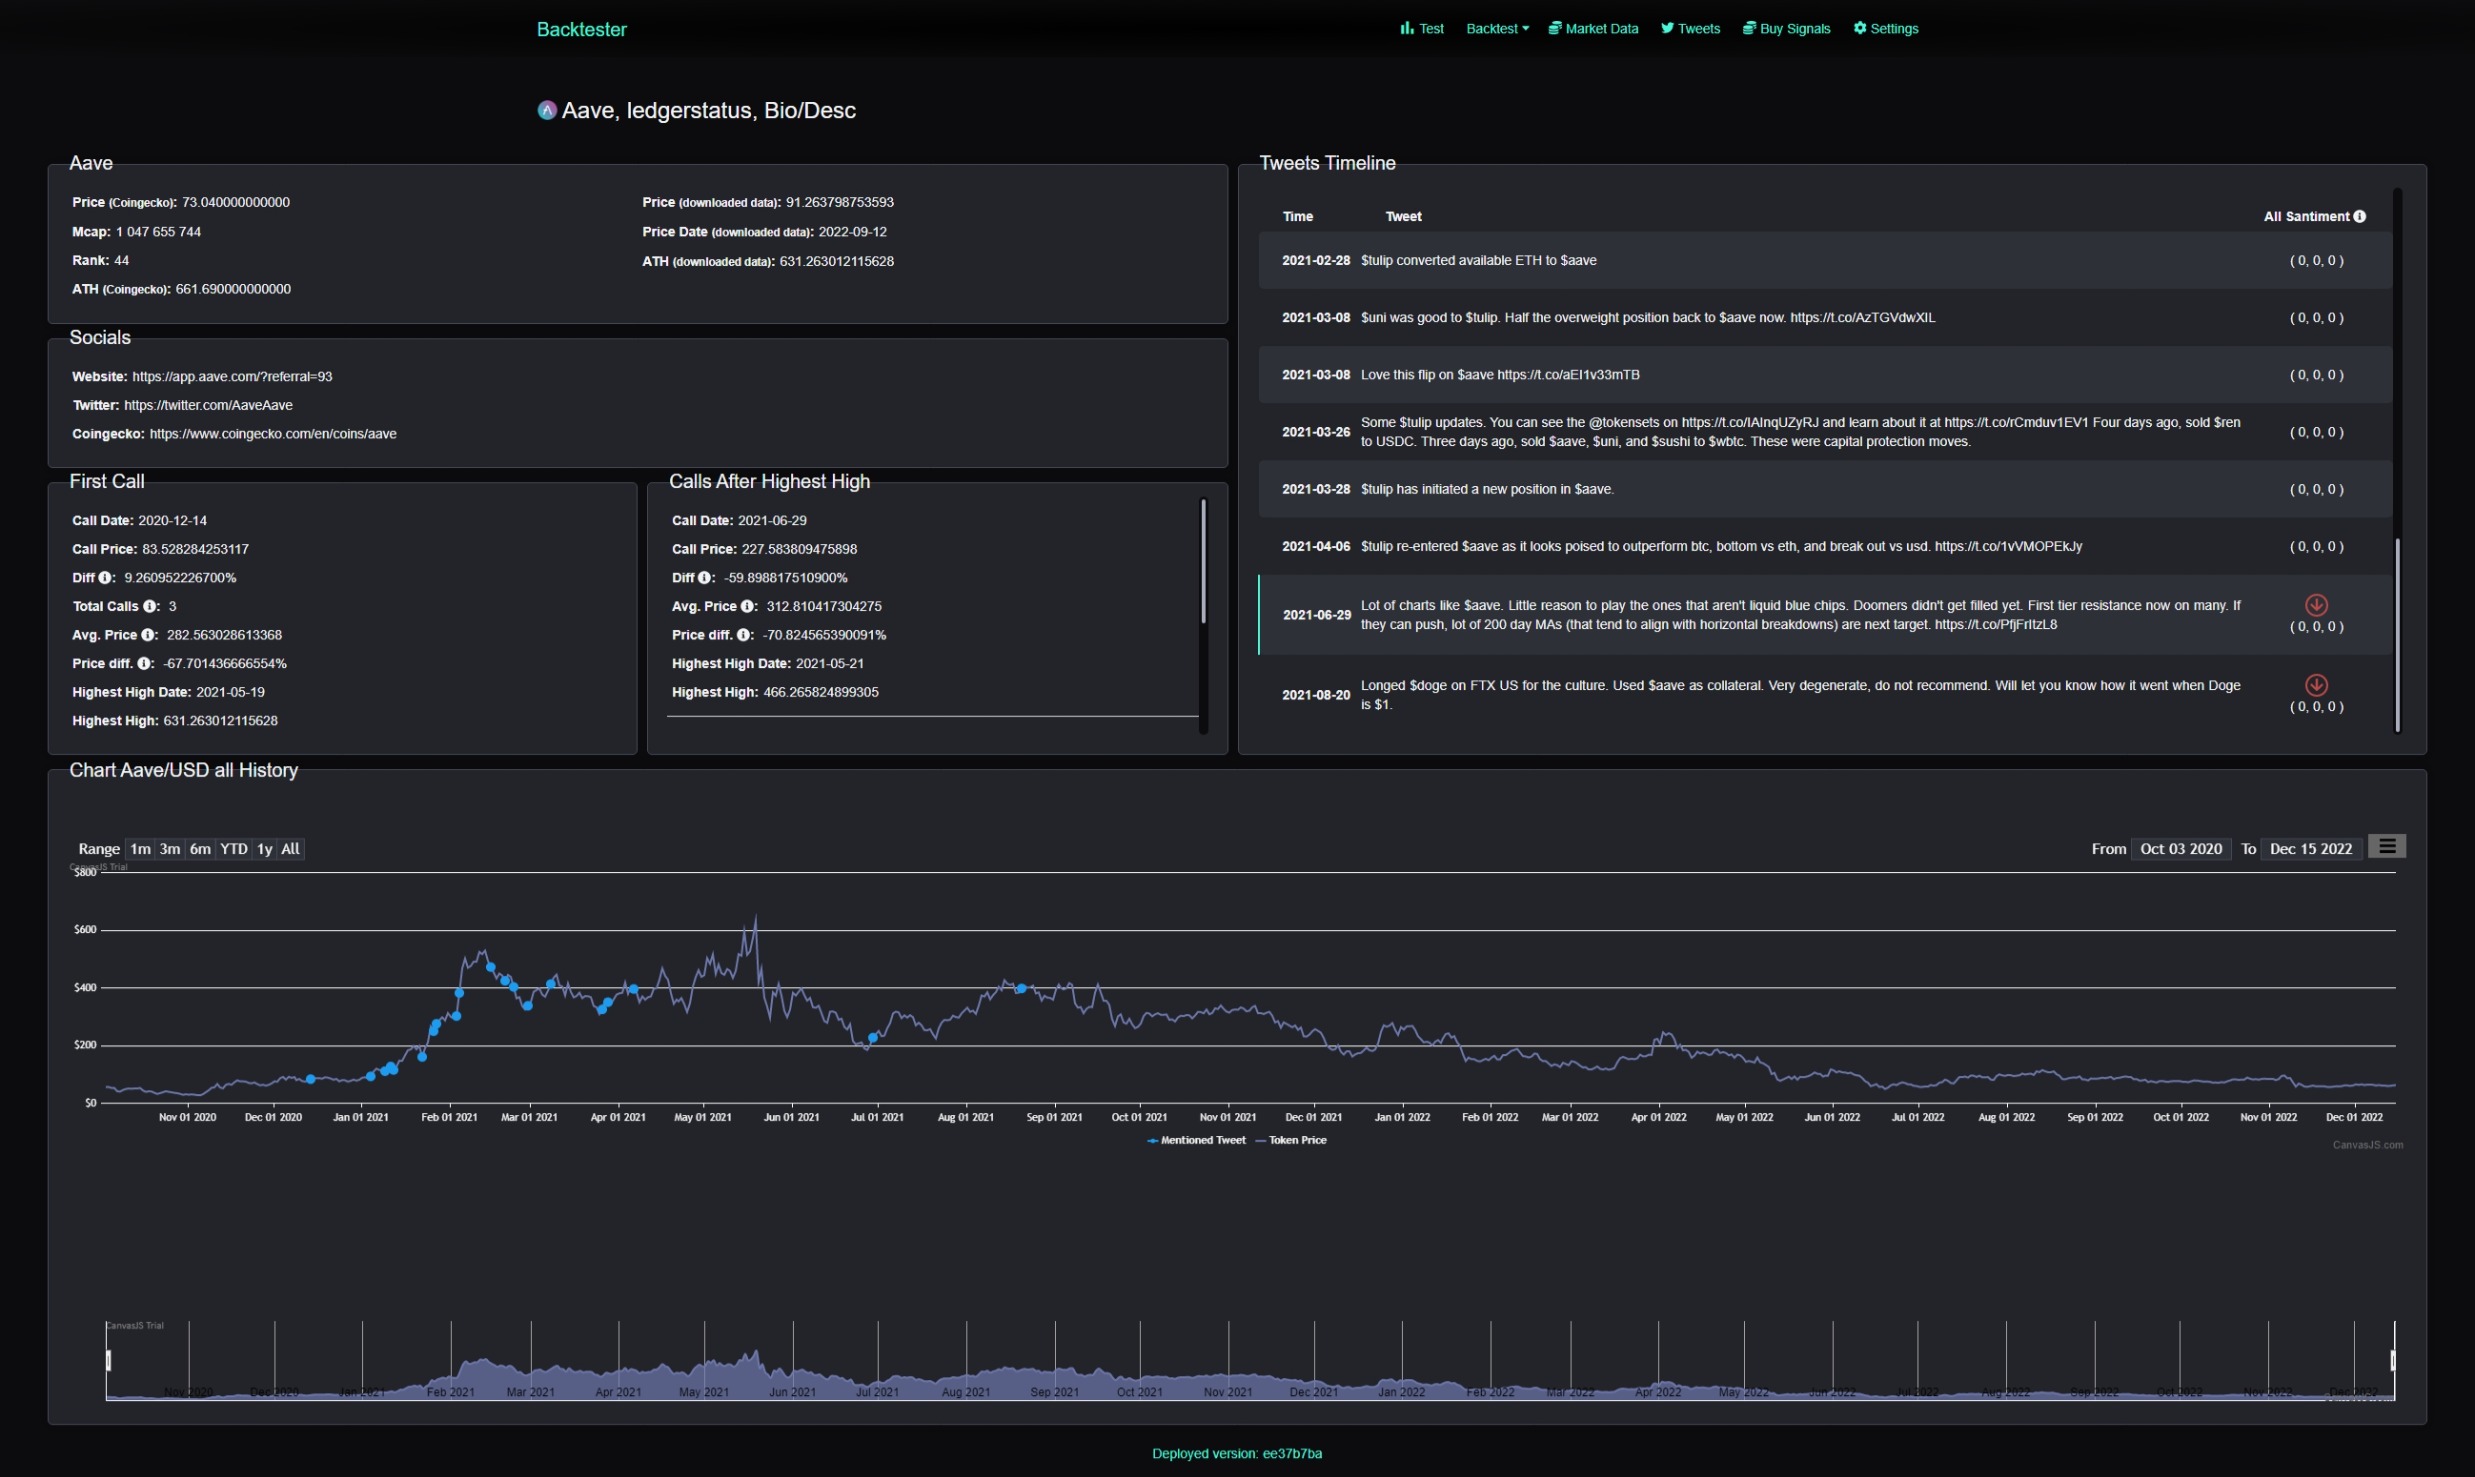 Backtester
Test Backtest Market Data Tweets Buy Signals Settings
Aave, ledgerstatus, Bio/Desc
Aave
Price (Coingecko): 73.040000000000
Mcap: 1 047 655 744
Rank: 44
ATH (Coingecko): 661.690000000000
Price (downloaded data): 91.263798753593
Price Date (downloaded data): 2022-09-12
ATH (downloaded data): 631.263012115628
Socials
Website: https://app.aave.com/?referral=93
Twitter: https://twitter.com/AaveAave
Coingecko: https://www.coingecko.com/en/coins/aave
First Call
Call Date: 2020-12-14
Call Price: 83.528284253117
Diff : 9.260952226700%
Total Calls : 3
Avg. Price : 282.563028613368
Price diff. : -67.701436666554%
Highest High Date: 2021-05-19
Highest High: 631.263012115628
Calls After Highest High
Call Date: 2021-06-29
Call Price: 227.583809475898
Diff : -59.898817510900%
Avg. Price : 312.810417304275
Price diff. : -70.824565390091%
Highest High Date: 2021-05-21
Highest High: 466.265824899305
Tweets Timeline
Time Tweet All Santiment
2021-02-28 $tulip converted available ETH to $aave ( 0, 0, 0 )
2021-03-08 $uni was good to $tulip. Half the overweight position back to $aave now. https://t.co/AzTGVdwXIL ( 0, 0, 0 )
2021-03-08 Love this flip on $aave https://t.co/aEI1v33mTB ( 0, 0, 0 )
2021-03-26 Some $tulip updates. You can see the @tokensets on https://t.co/IAInqUZyRJ and learn about it at https://t.co/rCmduv1EV1 Four days ago, sold $ren
to USDC. Three days ago, sold $aave, $uni, and $sushi to $wbtc. These were capital protection moves. ( 0, 0, 0 )
2021-03-28 $tulip has initiated a new position in $aave. ( 0, 0, 0 )
2021-04-06 $tulip re-entered $aave as it looks poised to outperform btc, bottom vs eth, and break out vs usd. https://t.co/1vVMOPEkJy ( 0, 0, 0 )
2021-06-29 Lot of charts like $aave. Little reason to play the ones that aren't liquid blue chips. Doomers didn't get filled yet. First tier resistance now on many. If
they can push, lot of 200 day MAs (that tend to align with horizontal breakdowns) are next target. https://t.co/PfjFrItzL8 ( 0, 0, 0 )
2021-08-20 Longed $doge on FTX US for the culture. Used $aave as collateral. Very degenerate, do not recommend. Will let you know how it went when Doge
is $1. ( 0, 0, 0 )
Chart Aave/USD all History
Range 1m 3m 6m YTD 1y All
From Oct 03 2020 To Dec 15 2022
CanvasJS Trial
$800
$600
$400
$200
$0
Nov 01 2020 Dec 01 2020 Jan 01 2021 Feb 01 2021 Mar 01 2021 Apr 01 2021 May 01 2021 Jun 01 2021 Jul 01 2021 Aug 01 2021 Sep 01 2021 Oct 01 2021 Nov 01 2021 Dec 01 2021 Jan 01 2022 Feb 01 2022 Mar 01 2022 Apr 01 2022 May 01 2022 Jun 01 2022 Jul 01 2022 Aug 01 2022 Sep 01 2022 Oct 01 2022 Nov 01 2022 Dec 01 2022
Mentioned Tweet Token Price
CanvasJS.com
CanvasJS Trial
Nov 2020 Dec 2020 Jan 2021 Feb 2021 Mar 2021 Apr 2021 May 2021 Jun 2021 Jul 2021 Aug 2021 Sep 2021 Oct 2021 Nov 2021 Dec 2021 Jan 2022 Feb 2022 Mar 2022 Apr 2022 May 2022 Jun 2022 Jul 2022 Aug 2022 Sep 2022 Oct 2022 Nov 2022 Dec 2022
Deployed version: ee37b7ba